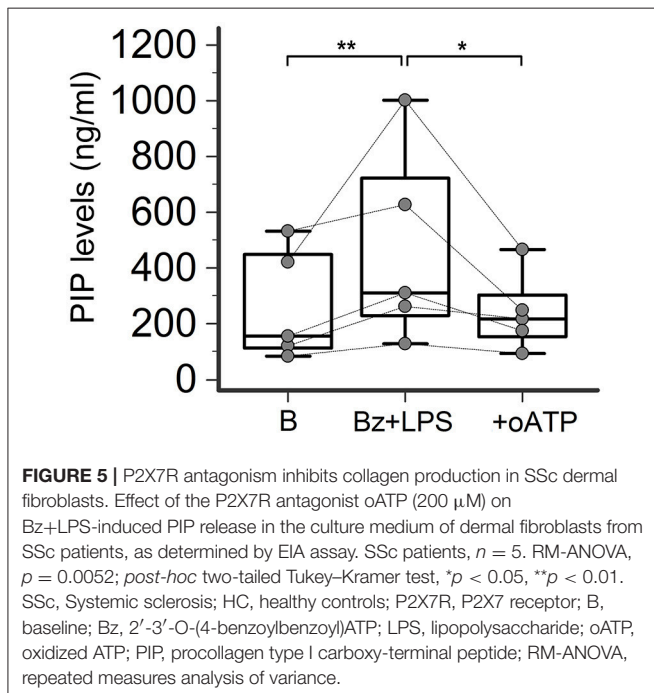 1200
1000
800
600
400
200
0
PIP levels (ng/ml)
** *
B Bz+LPS +oATP
FIGURE 5 | P2X7R antagonism inhibits collagen production in SSc dermal
fibroblasts. Effect of the P2X7R antagonist oATP (200 μM) on
Bz+LPS-induced PIP release in the culture medium of dermal fibroblasts from
SSc patients, as determined by EIA assay. SSc patients, n = 5. RM-ANOVA,
p = 0.0052; post-hoc two-tailed Tukey–Kramer test, *p < 0.05, **p < 0.01.
SSc, Systemic sclerosis; HC, healthy controls; P2X7R, P2X7 receptor; B,
baseline; Bz, 2′-3′-O-(4-benzoylbenzoyl)ATP; LPS, lipopolysaccharide; oATP,
oxidized ATP; PIP, procollagen type I carboxy-terminal peptide; RM-ANOVA,
repeated measures analysis of variance.